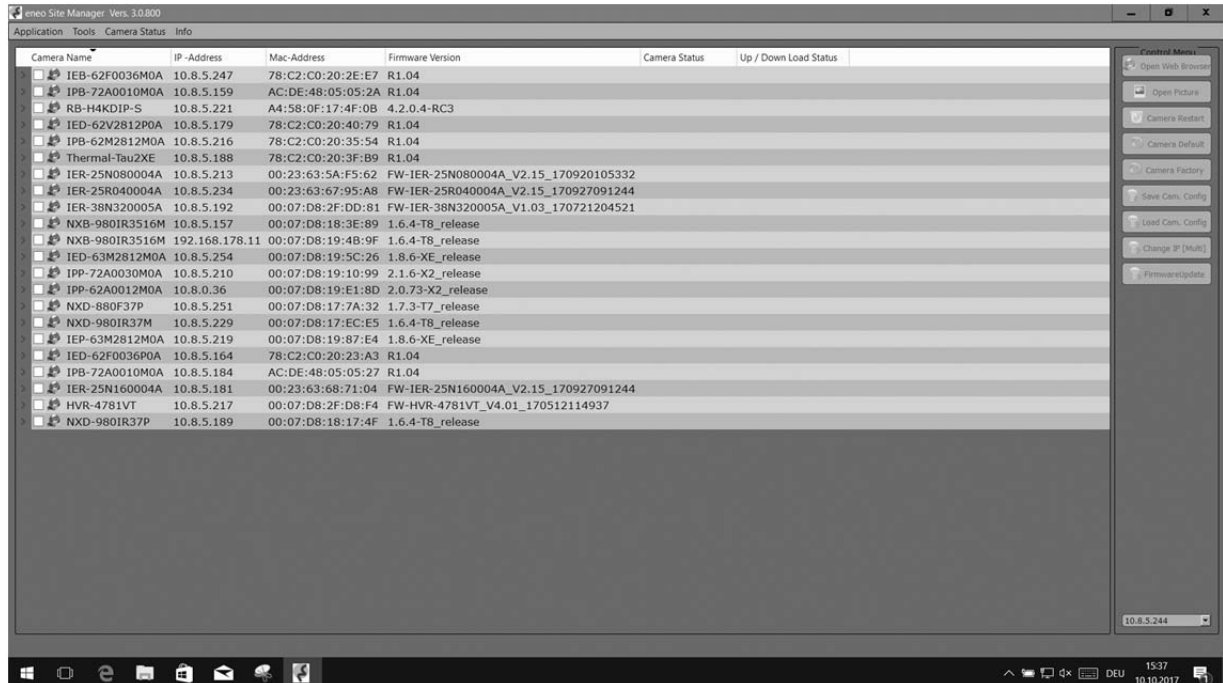 eneo Site Manager Vers. 3.0.800
Application Tools Camera Status Info
Camera Name IP -Address Mac-Address Firmware Version Camera Status Up / Down Load Status
IEB-62F0036M0A 10.8.5.247 78:C2:C0:20:2E:E7 R1.04
IPB-72A0010M0A 10.8.5.159 AC:DE:48:05:05:2A R1.04
RB-H4KDIP-S 10.8.5.221 A4:58:0F:17:4F:0B 4.2.0.4-RC3
IED-62V2812P0A 10.8.5.179 78:C2:C0:20:40:79 R1.04
IPB-62M2812M0A 10.8.5.216 78:C2:C0:20:35:54 R1.04
Thermal-Tau2XE 10.8.5.188 78:C2:C0:20:3F:B9 R1.04
IER-25N080004A 10.8.5.213 00:23:63:5A:F5:62 FW-IER-25N080004A_V2.15_170920105332
IER-25R040004A 10.8.5.234 00:23:63:67:95:A8 FW-IER-25R040004A_V2.15_170927091244
IER-38N320005A 10.8.5.192 00:07:D8:2F:DD:81 FW-IER-38N320005A_V1.03_170721204521
NXB-980IR3516M 10.8.5.157 00:07:D8:18:3E:89 1.6.4-T8_release
NXB-980IR3516M 192.168.178.11 00:07:D8:19:4B:9F 1.6.4-T8_release
IED-63M2812M0A 10.8.5.254 00:07:D8:19:5C:26 1.8.6-XE_release
IPP-72A0030M0A 10.8.5.210 00:07:D8:19:10:99 2.1.6-X2_release
IPP-62A0012M0A 10.8.0.36 00:07:D8:19:E1:8D 2.0.73-X2_release
NXD-880F37P 10.8.5.251 00:07:D8:17:7A:32 1.7.3-T7_release
NXD-980IR37M 10.8.5.229 00:07:D8:17:EC:E5 1.6.4-T8_release
IEP-63M2812M0A 10.8.5.219 00:07:D8:19:87:E4 1.8.6-XE_release
IED-62F0036P0A 10.8.5.164 78:C2:C0:20:23:A3 R1.04
IPB-72A0010M0A 10.8.5.184 AC:DE:48:05:05:27 R1.04
IER-25N160004A 10.8.5.181 00:23:63:68:71:04 FW-IER-25N160004A_V2.15_170927091244
HVR-4781VT 10.8.5.217 00:07:D8:2F:D8:F4 FW-HVR-4781VT_V4.01_170512114937
NXD-980IR37P 10.8.5.189 00:07:D8:18:17:4F 1.6.4-T8_release
Control Menu
Open Web Browser
Open Picture
Camera Restart
Camera Default
Camera Factory
Save Cam. Config
Load Cam. Config
Change IP [Multi]
FirmwareUpdate
10.8.5.244
DEU 15:37
10.10.2017